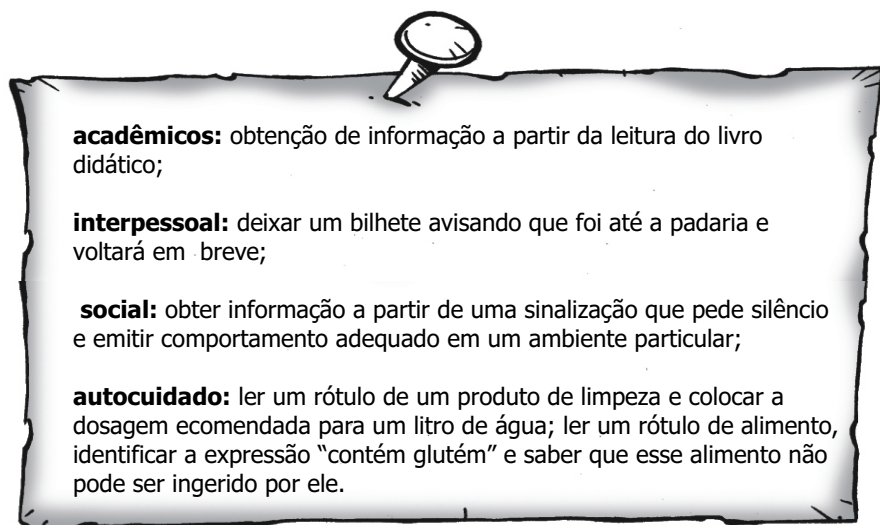 acadêmicos: obtenção de informação a partir da leitura do livro
didático;
interpessoal: deixar um bilhete avisando que foi até a padaria e
voltará em breve;
social: obter informação a partir de uma sinalização que pede silêncio
e emitir comportamento adequado em um ambiente particular;
autocuidado: ler um rótulo de um produto de limpeza e colocar a
dosagem ecomendada para um litro de água; ler um rótulo de alimento,
identificar a expressão “contém glutém” e saber que esse alimento não
pode ser ingerido por ele.